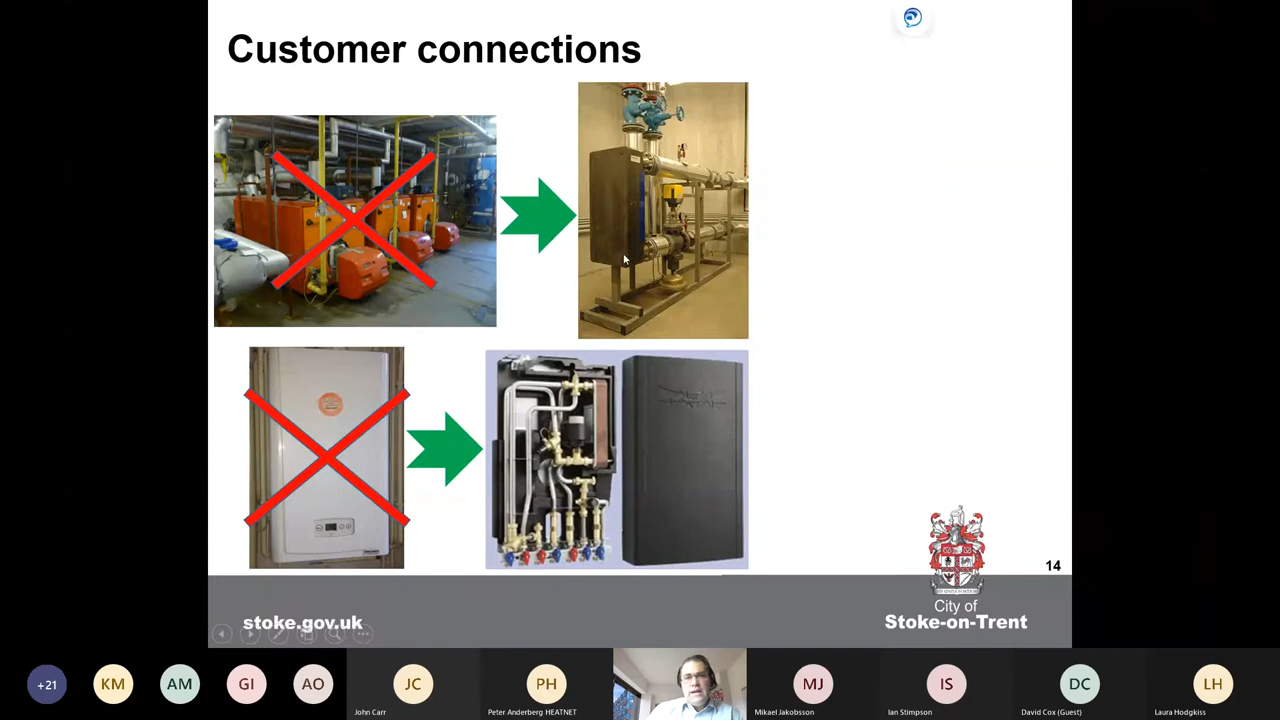 Customer connections
14
stoke.gov.uk
City of
Stoke-on-Trent
+21
KM
AM
GI
AO
JC
John Carr
PH
Peter Anderberg HEATNET
MJ
Mikael Jakobsson
IS
Ian Stimpson
DC
David Cox (Guest)
LH
Laura Hodgkiss